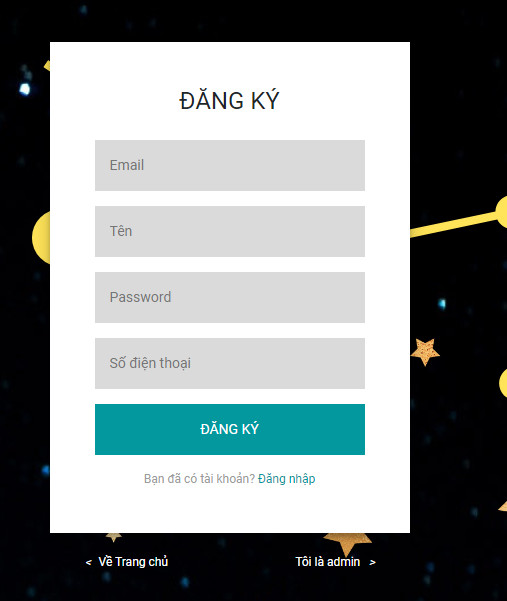 ĐĂNG KÝ
Email
Tên
Password
Số điện thoại
ĐĂNG KÝ
Bạn đã có tài khoản? Đăng nhập
< Về Trang chủ
Tôi là admin >